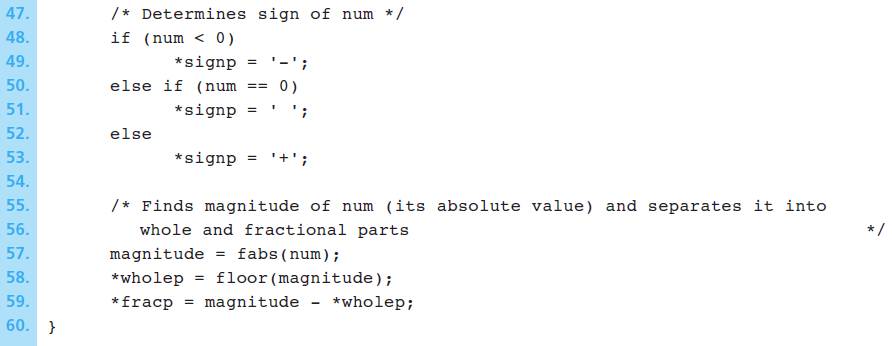 47. /* Determines sign of num */
48. if (num < 0)
49. *signp = '-';
50. else if (num == 0)
51. *signp = ' ';
52. else
53. *signp = '+';
54.
55. /* Finds magnitude of num (its absolute value) and separates it into
56. whole and fractional parts */
57. magnitude = fabs(num);
58. *wholep = floor(magnitude);
59. *fracp = magnitude - *wholep;
60. }